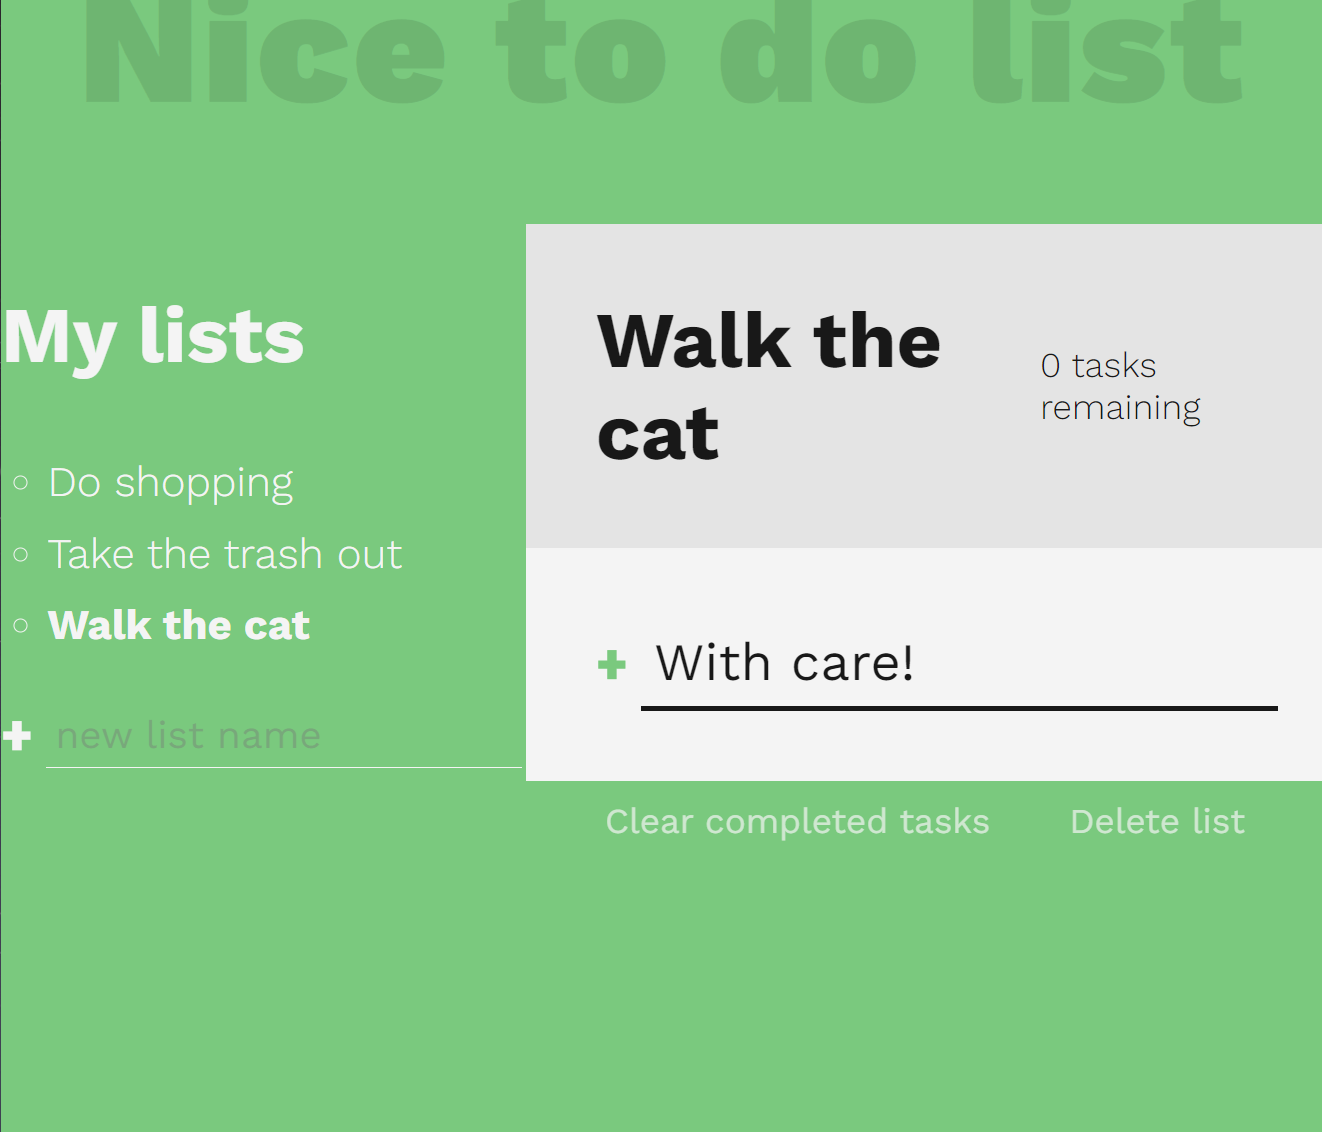 Nice to do list
My lists
Do shopping
Take the trash out
Walk the cat
+ new list name
Walk the
cat
0 tasks
remaining
+ With care!
Clear completed tasks
Delete list